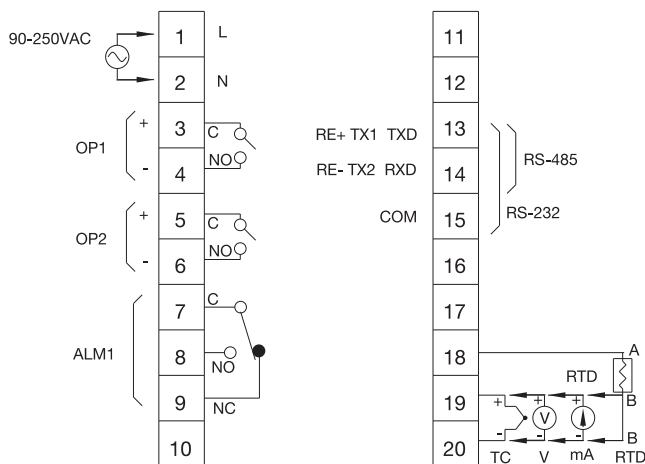 90-250VAC
1 L
2 N
OP1
+ 3 C
- 4 NO
OP2
+ 5 C
- 6 NO
ALM1
7 C
8 NO
9 NC
10
11
12
RE+ TX1 TXD 13
RE- TX2 RXD 14
RS-485
COM 15
RS-232
16
17
18 A
RTD
19 + + + B
V
20 - - - B
TC V mA RTD